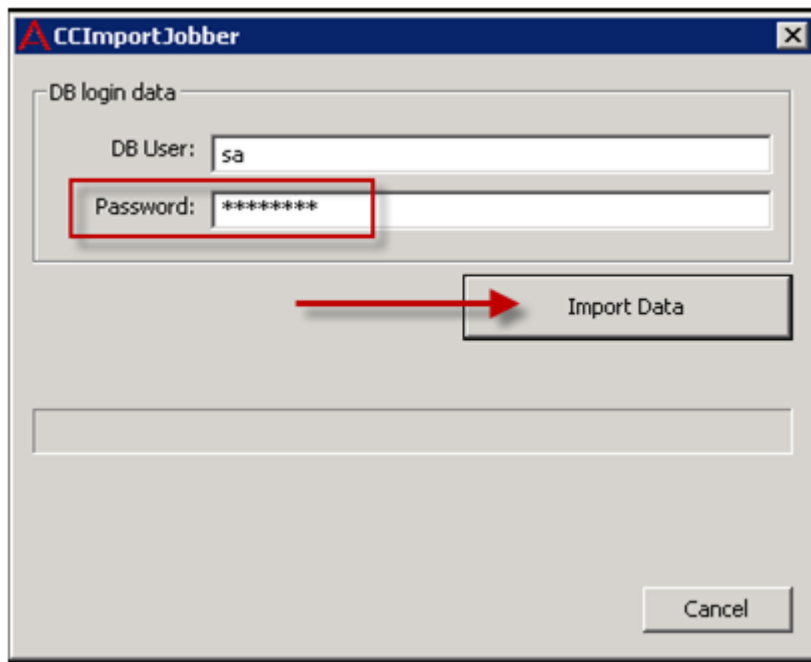 CCImportJobber
DB login data
DB User: sa
Password: ********
Import Data
Cancel